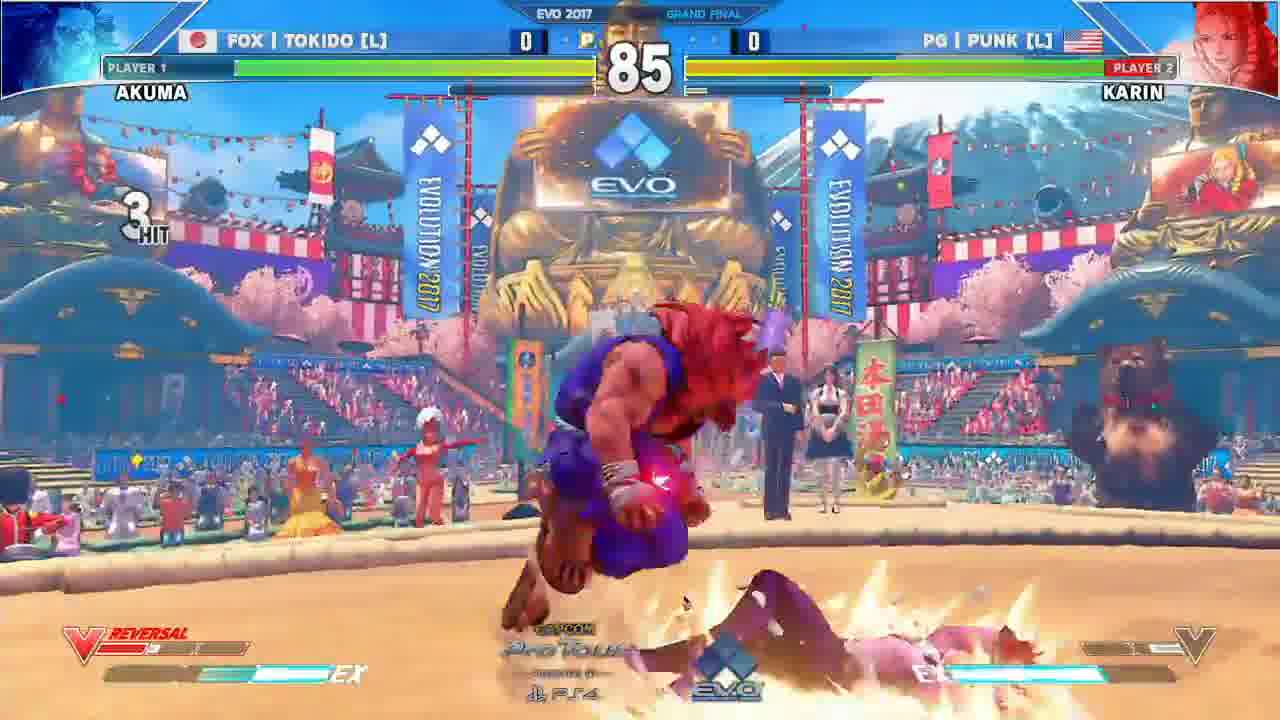 EVO 2017 GRAND FINAL
FOX | TOKIDO [L] 0 P 85 0 PG | PUNK [L]
PLAYER 1 PLAYER 2
AKUMA KARIN
EVO
EVOLUTION 2017 EVOLUTION 2017
3
HIT
本田湯
REVERSAL
EX EX
CAPCOM
PRO TOUR
PS4
EVO